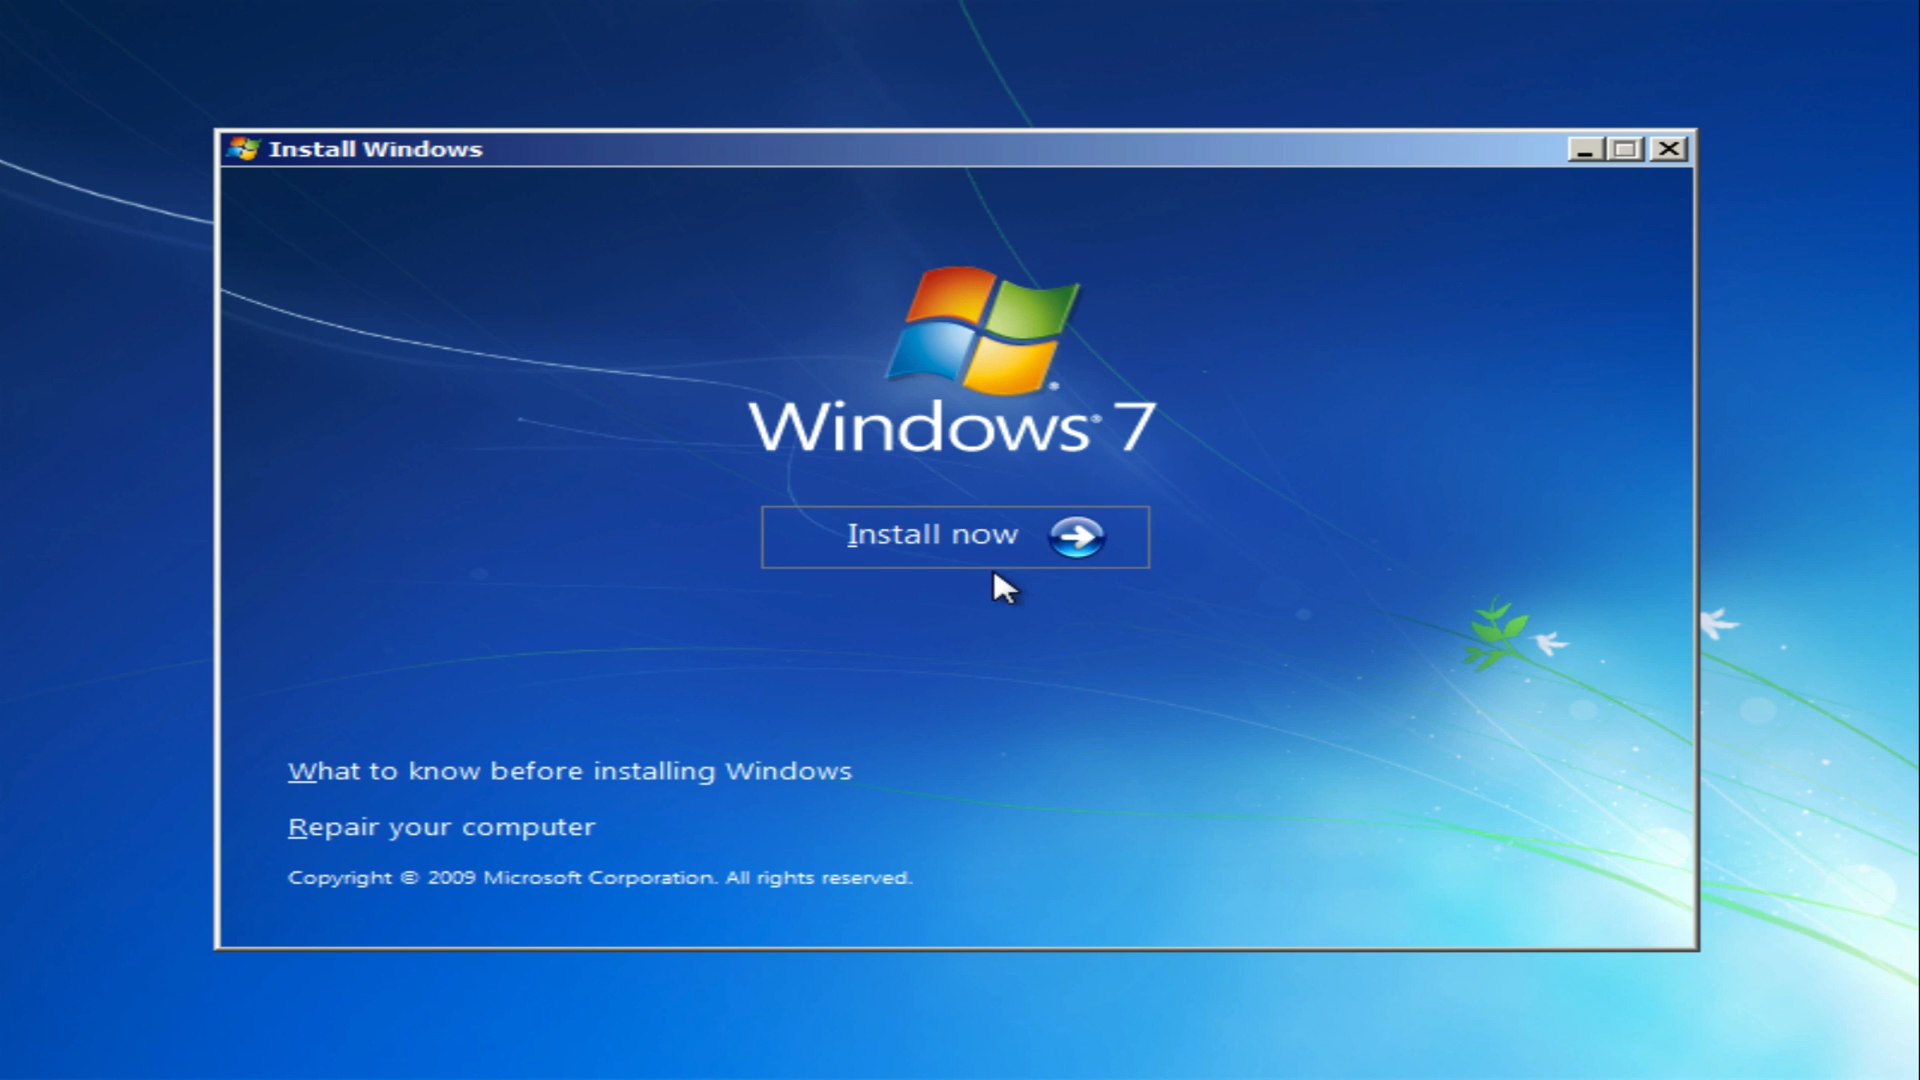 Install Windows
Windows® 7
Install now
What to know before installing Windows
Repair your computer
Copyright © 2009 Microsoft Corporation. All rights reserved.